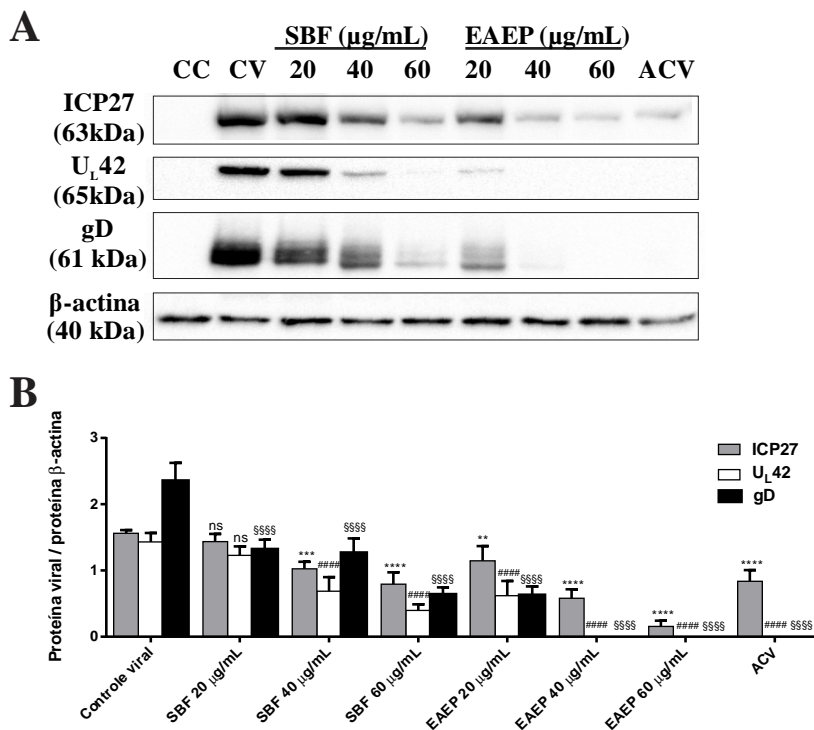 A
SBF (µg/mL) EAEP (µg/mL)
CC CV 20 40 60 20 40 60 ACV
ICP27
(63kDa)
UL42
(65kDa)
gD
(61 kDa)
β-actina
(40 kDa)
B
Proteína viral / proteína β-actina
3
2
1
0
ICP27
UL42
gD
ns ns §§§§
*** #### §§§§
**** #### §§§§
** #### §§§§
**** #### §§§§
**** #### §§§§
**** #### §§§§
Controle viral
SBF 20 µg/mL
SBF 40 µg/mL
SBF 60 µg/mL
EAEP 20 µg/mL
EAEP 40 µg/mL
EAEP 60 µg/mL
ACV